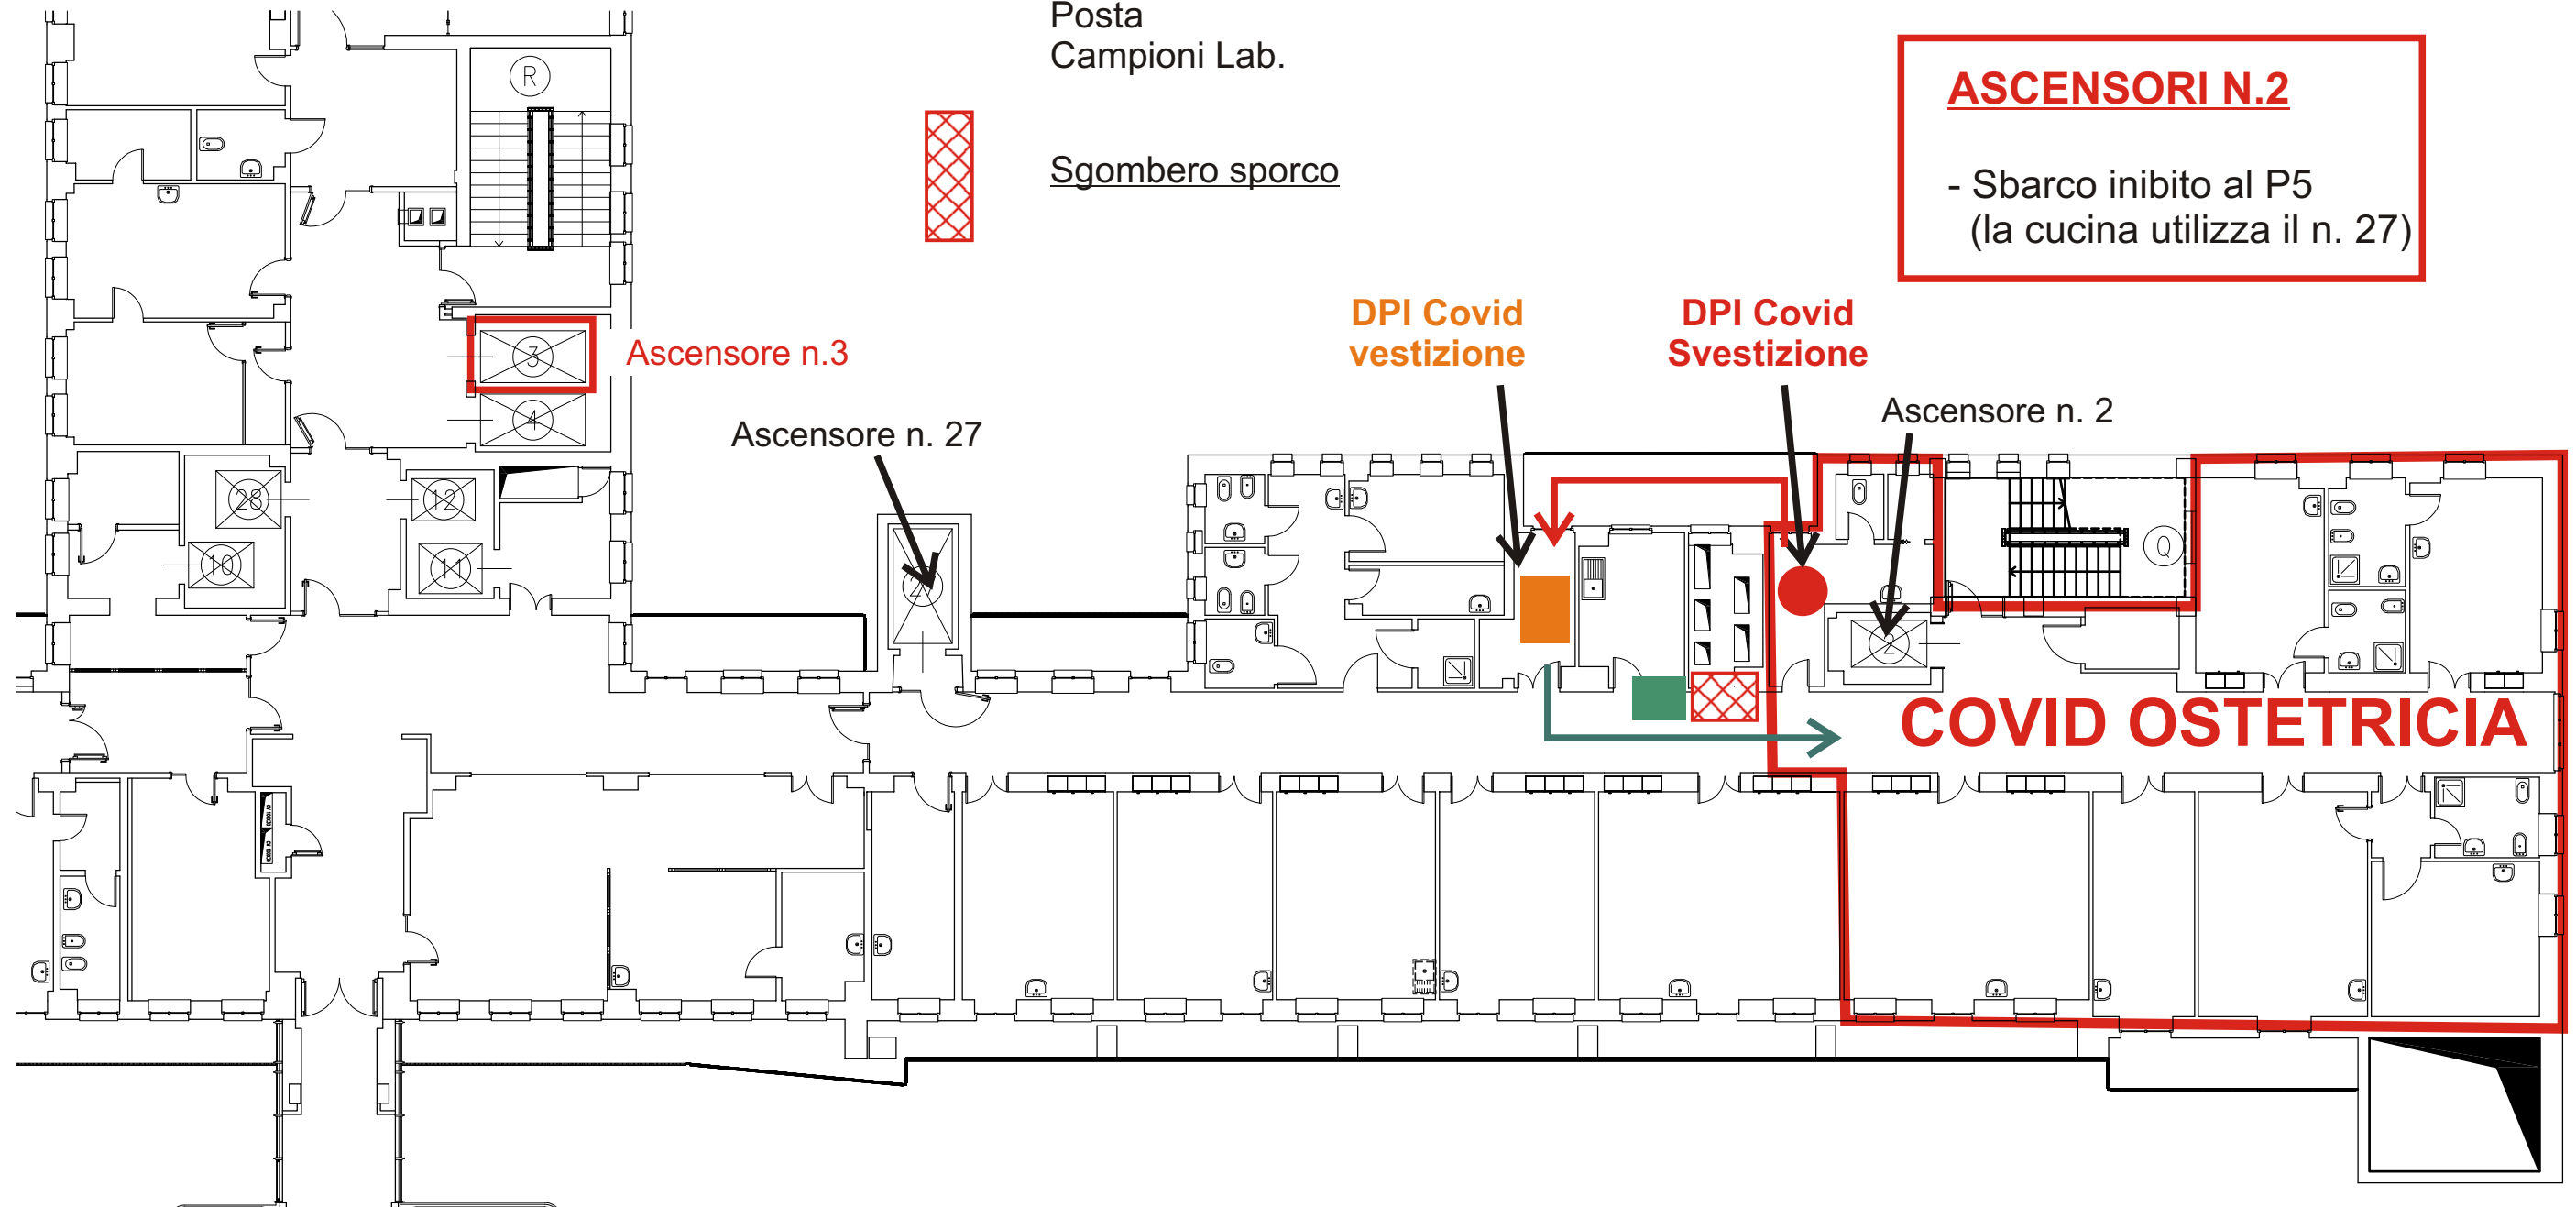 Posta
Campioni Lab.
Sgombero sporco
ASCENSORI N.2
- Sbarco inibito al P5
(la cucina utilizza il n. 27)
R
DPI Covid
vestizione
DPI Covid
Svestizione
3
Ascensore n.3
4
Ascensore n. 27
Ascensore n. 2
28
12
10
11
Q
2
COVID OSTETRICIA